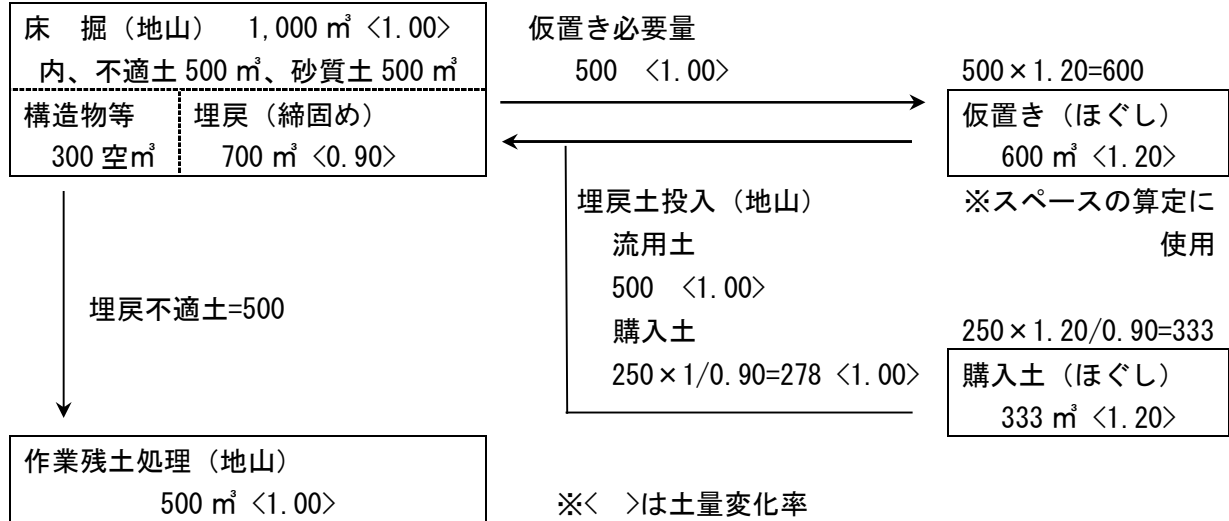 床　掘（地山）　1,000 ㎥ <1.00>
内、不適土 500 ㎥、砂質土 500 ㎥
構造物等
300 空㎥
埋戻（締固め）
700 ㎥ <0.90>
仮置き必要量
500　<1.00>
500×1.20=600
仮置き（ほぐし）
600 ㎥ <1.20>
※スペースの算定に
使用
埋戻土投入（地山）
流用土
500　<1.00>
購入土
250×1/0.90=278 <1.00>
250×1.20/0.90=333
購入土（ほぐし）
333 ㎥ <1.20>
埋戻不適土=500
作業残土処理（地山）
500 ㎥ <1.00>
※<　>は土量変化率